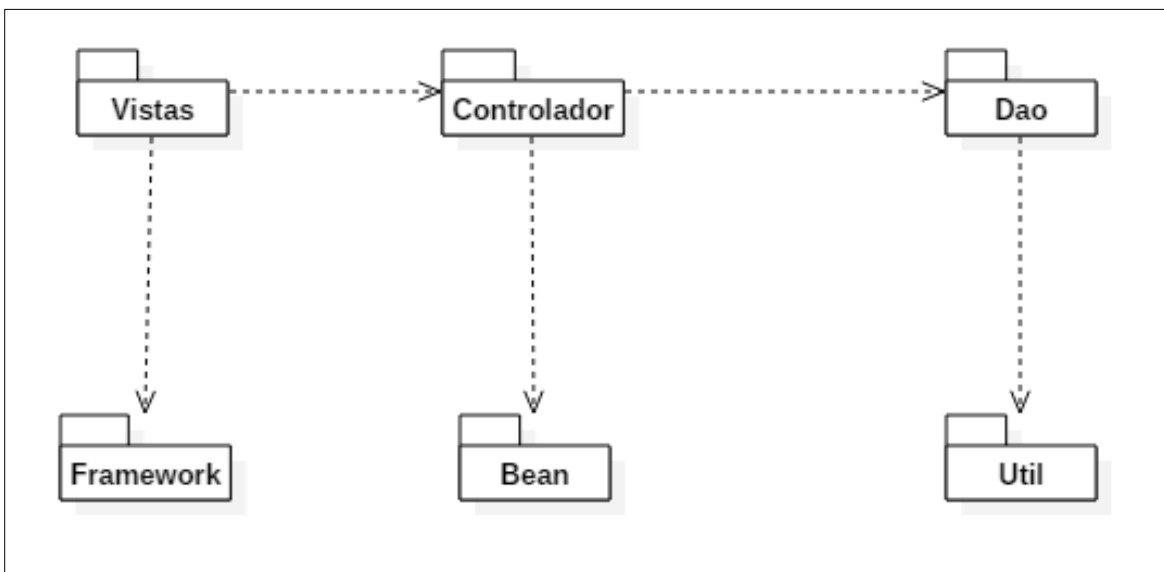 Vistas
Controlador
Dao
Framework
Bean
Util